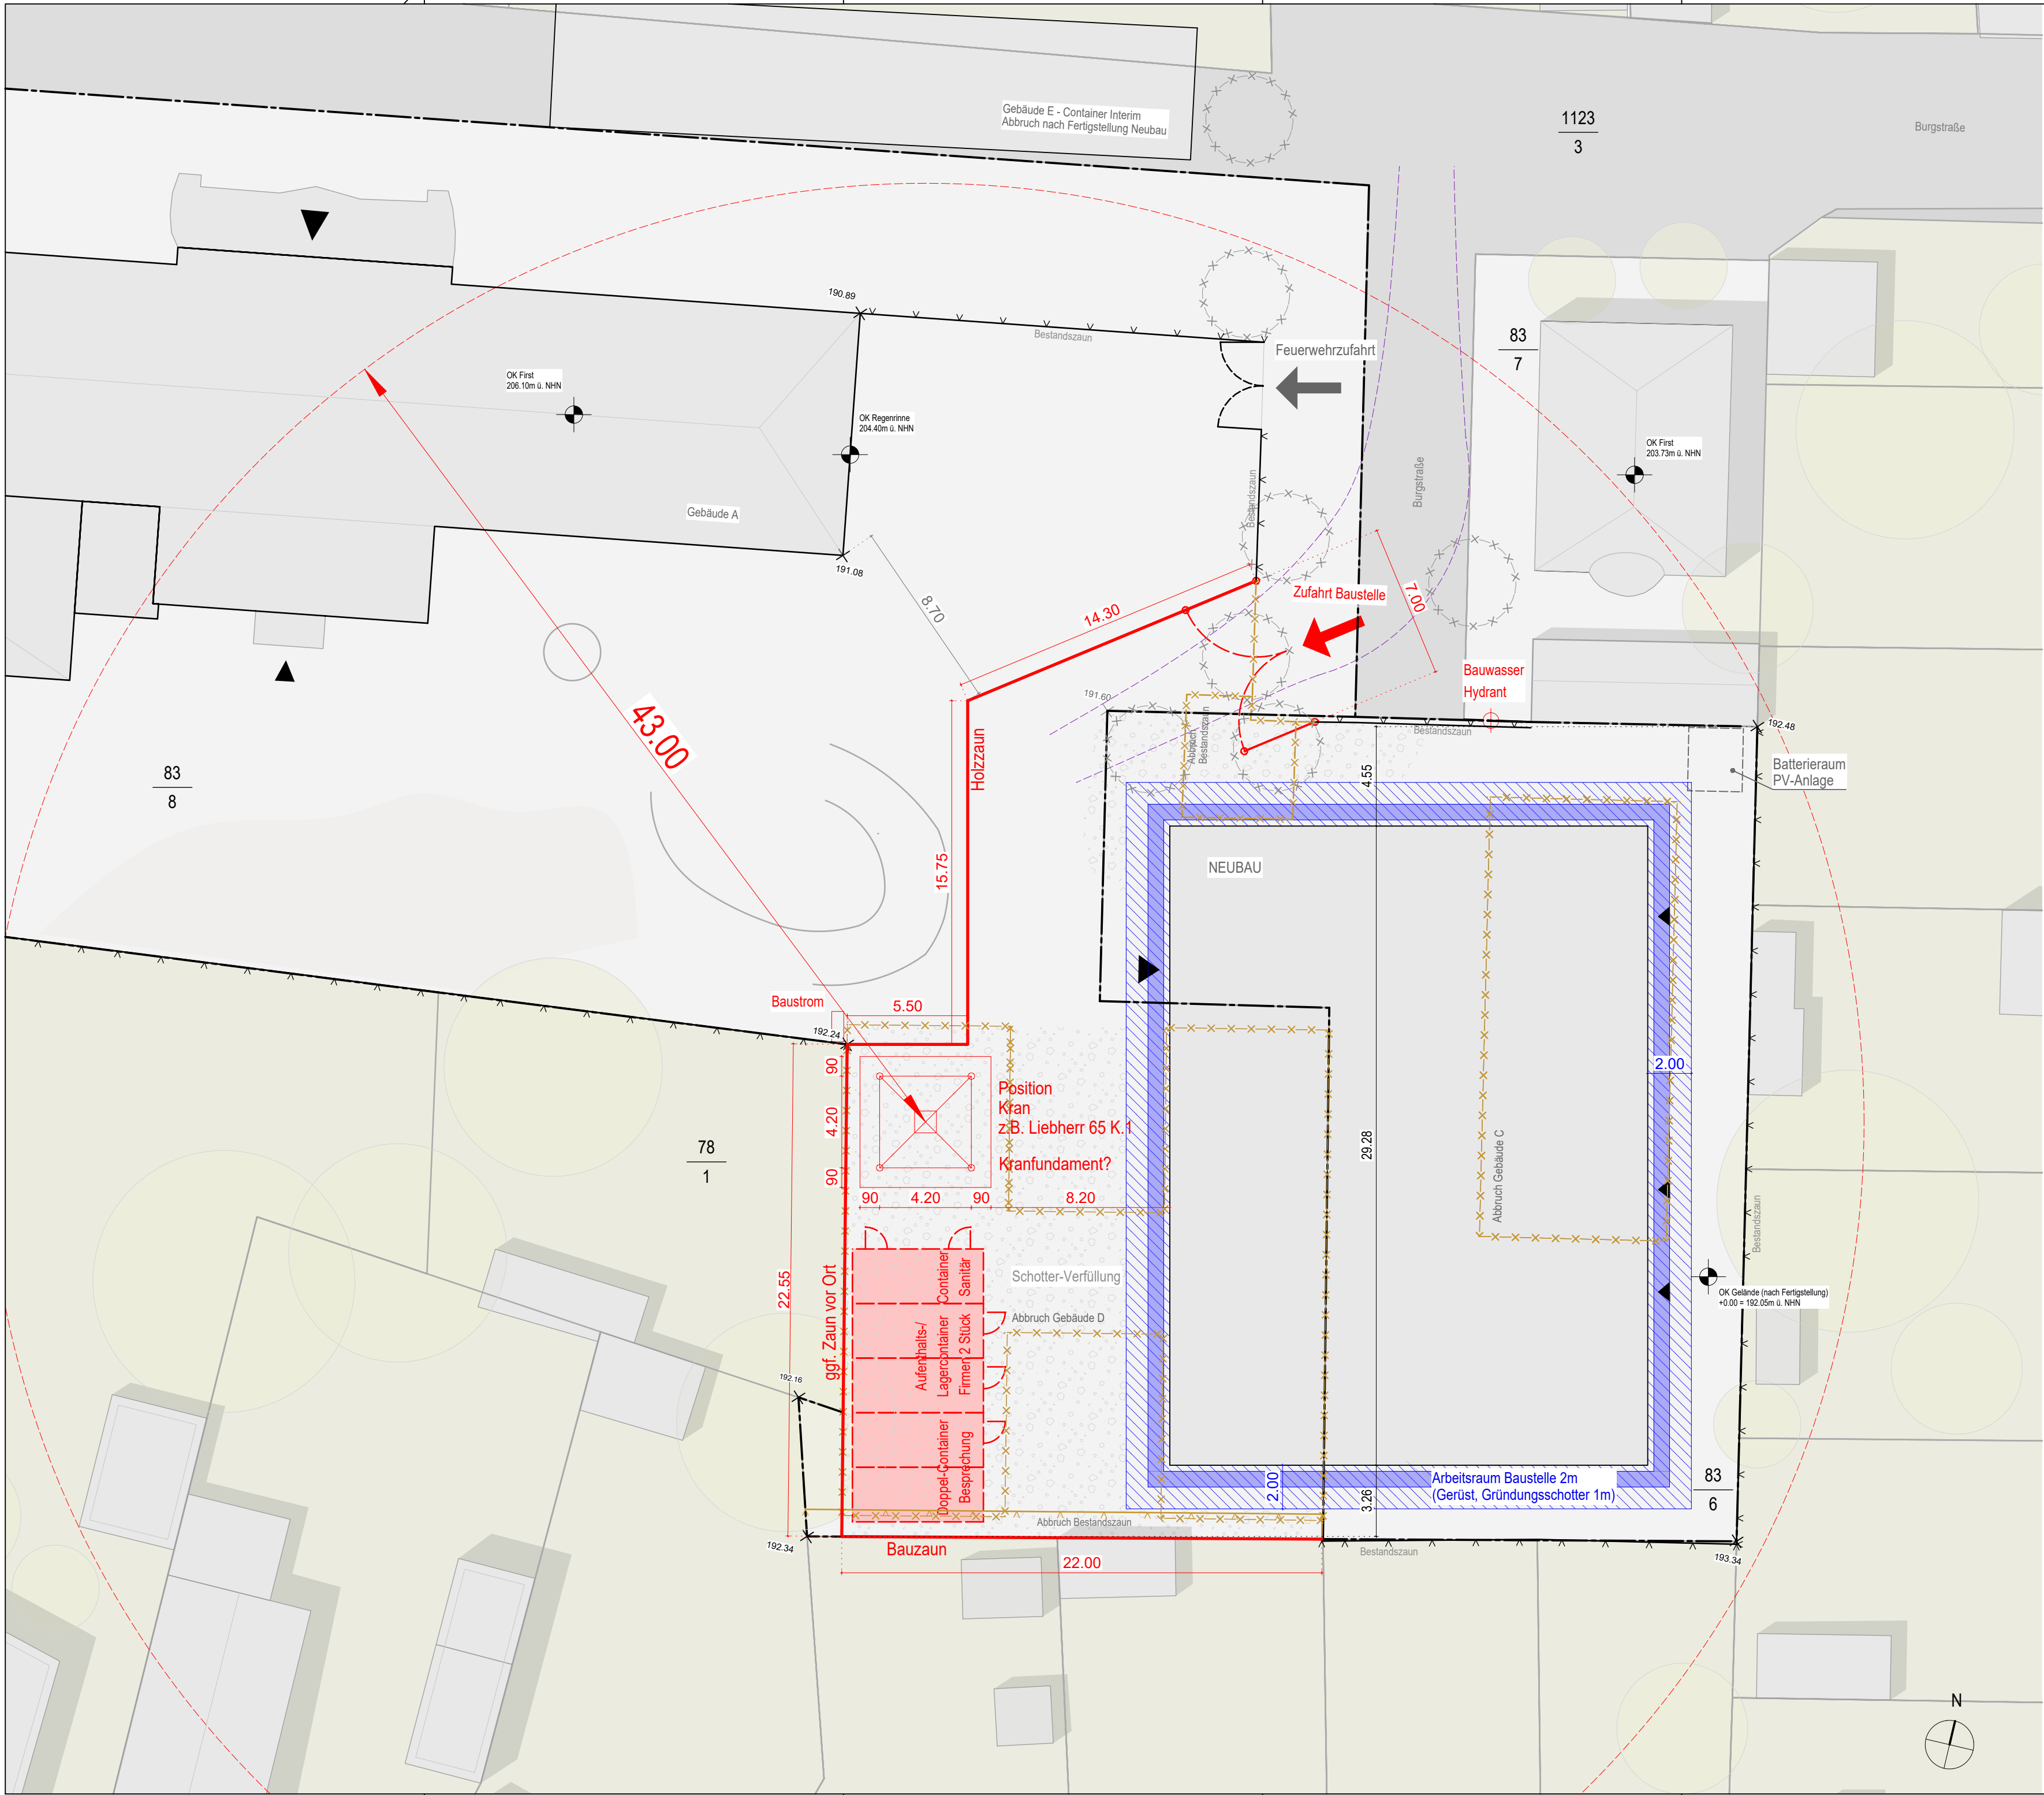 Gebäude E - Container Interim
Abbruch nach Fertigstellung Neubau
1123
3
Burgstraße
190.89
Bestandszaun
Feuerwehrzufahrt
83
7
OK First
206.10m ü. NHN
OK Regenrinne
204.40m ü. NHN
OK First
203.73m ü. NHN
Burgstraße
Bestandszaun
Gebäude A
191.08
8.70
14.30
Zufahrt Baustelle
7.00
Bauwasser
Hydrant
191.60
43.00
Holzzaun
Abbruch
Bestandszaun
Bestandszaun
192.48
Batterieraum
PV-Anlage
83
8
4.55
15.75
NEUBAU
Baustrom
5.50
192.24
90
4.20
90
Position
Kran
z.B. Liebherr 65 K.1
Kranfundament?
90
4.20
90
8.20
2.00
29.28
Abbruch Gebäude C
78
1
Bestandszaun
22.55
ggf. Zaun vor Ort
Container
Sanitär
Schotter-Verfüllung
Abbruch Gebäude D
OK Gelände (nach Fertigstellung)
+0.00 = 192.05m ü. NHN
Aufenthalts-/
Lagercontainer
Firmen 2 Stück
192.16
Doppel-Container
Besprechung
2.00
3.26
Arbeitsraum Baustelle 2m
(Gerüst, Gründungsschotter 1m)
83
6
Abbruch Bestandszaun
192.34
Bauzaun
Bestandszaun
193.34
22.00
N